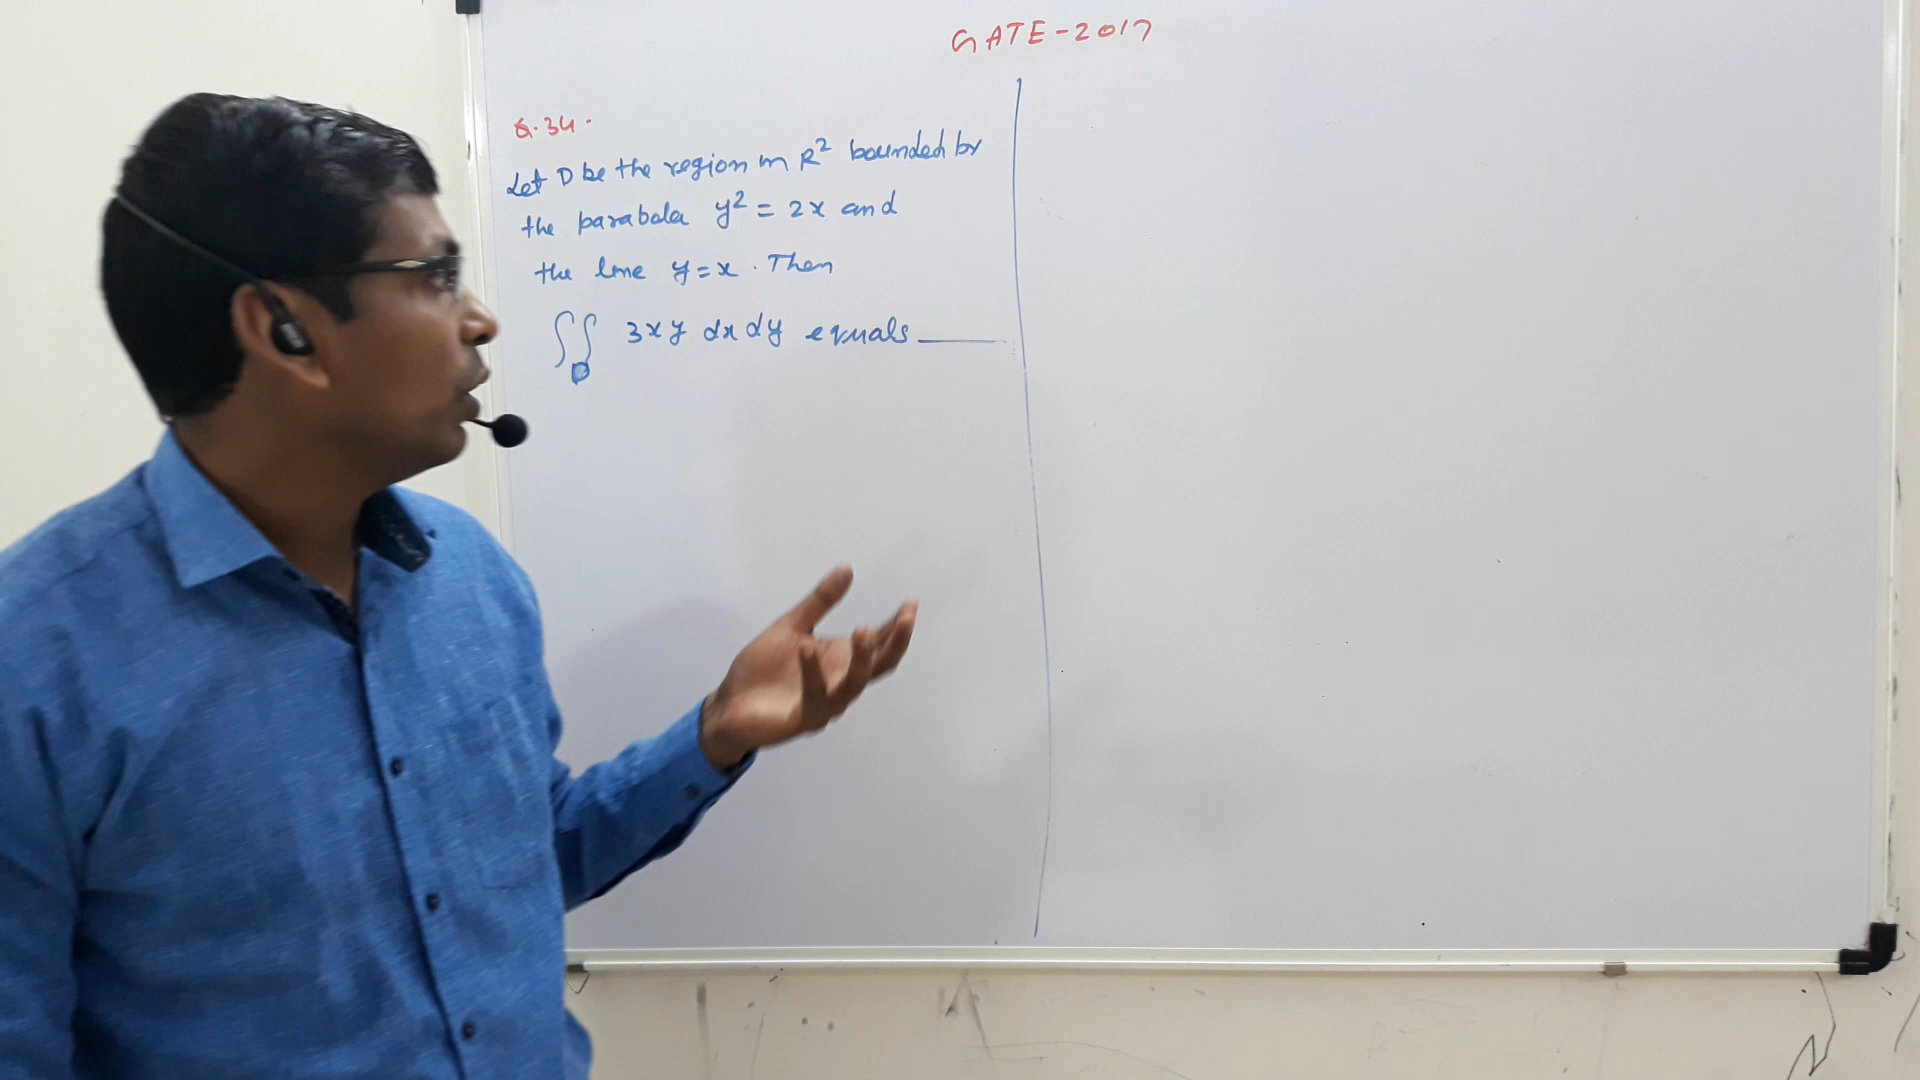 GATE-2017
Q.34.
Let D be the region in R² bounded by
the parabola y² = 2x and
the line y=x. Then
∬_D 3xy dx dy equals ____